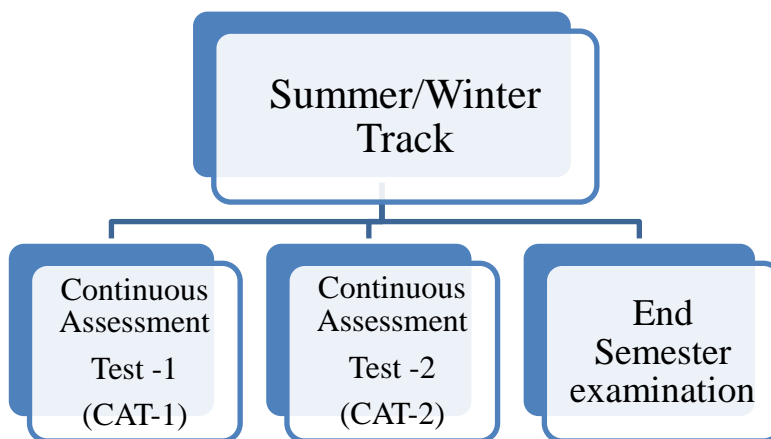 Summer/Winter
Track
Continuous
Assessment
Test -1
(CAT-1)
Continuous
Assessment
Test -2
(CAT-2)
End
Semester
examination